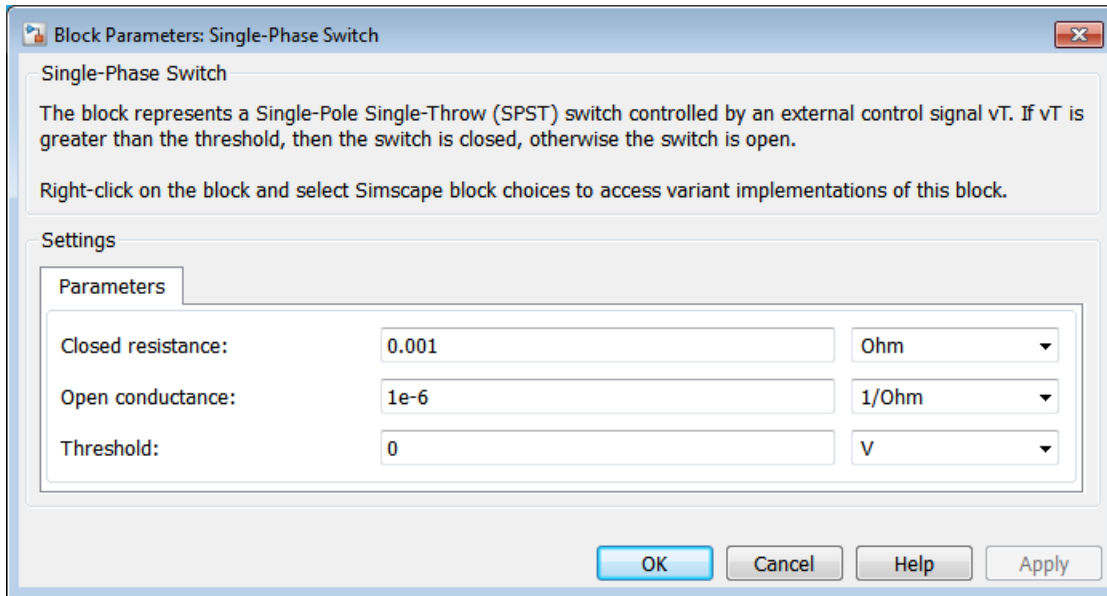 Block Parameters: Single-Phase Switch
Single-Phase Switch
The block represents a Single-Pole Single-Throw (SPST) switch controlled by an external control signal vT. If vT is
greater than the threshold, then the switch is closed, otherwise the switch is open.
Right-click on the block and select Simscape block choices to access variant implementations of this block.
Settings
Parameters
Closed resistance: 0.001 Ohm
Open conductance: 1e-6 1/Ohm
Threshold: 0 V
OK Cancel Help Apply